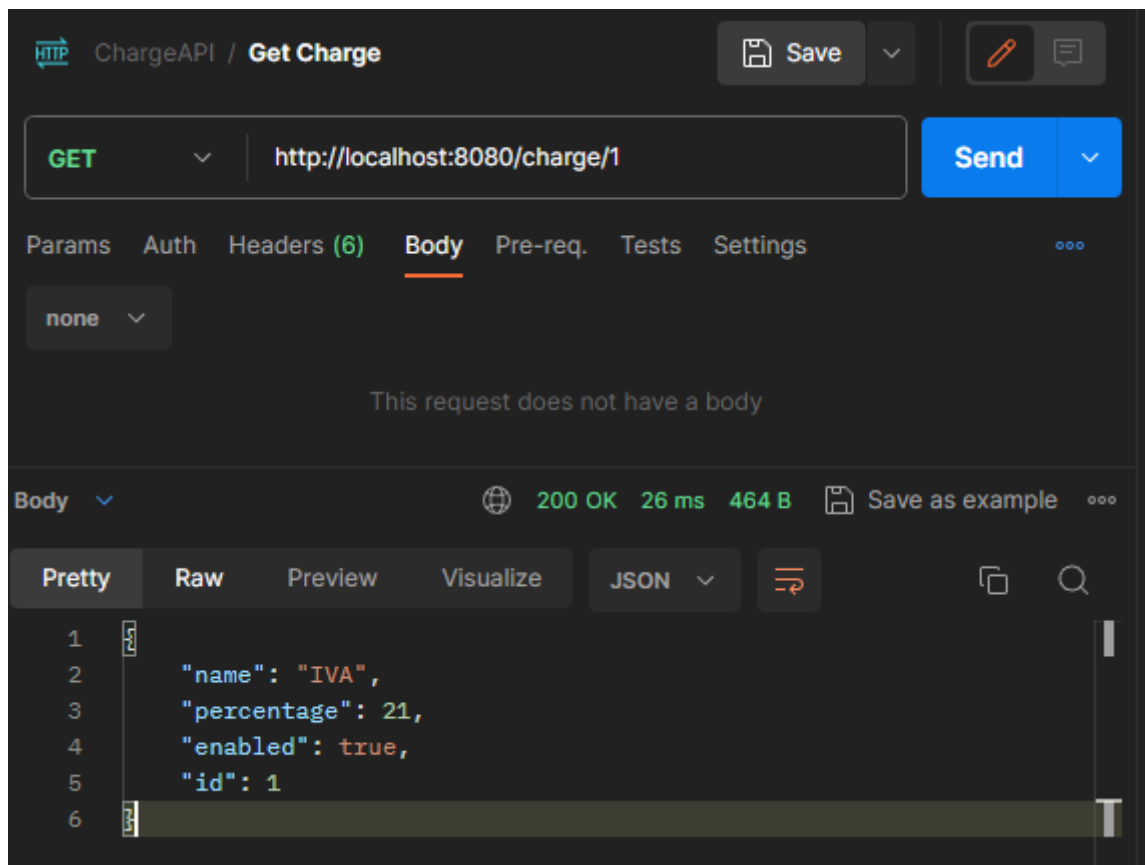 HTTP ChargeAPI / Get Charge Save
GET http://localhost:8080/charge/1 Send
Params Auth Headers (6) Body Pre-req. Tests Settings
none
This request does not have a body
Body 200 OK 26 ms 464 B Save as example
Pretty Raw Preview Visualize JSON
1 {
2 "name": "IVA",
3 "percentage": 21,
4 "enabled": true,
5 "id": 1
6 }